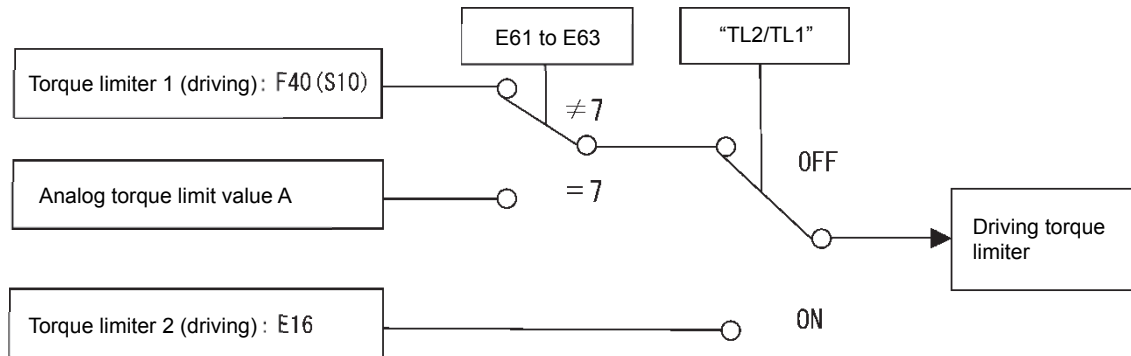 E61 to E63
“TL2/TL1”
Torque limiter 1 (driving) : F40 (S10)
≠7
OFF
Analog torque limit value A
=7
Driving torque
limiter
Torque limiter 2 (driving) : E16
ON